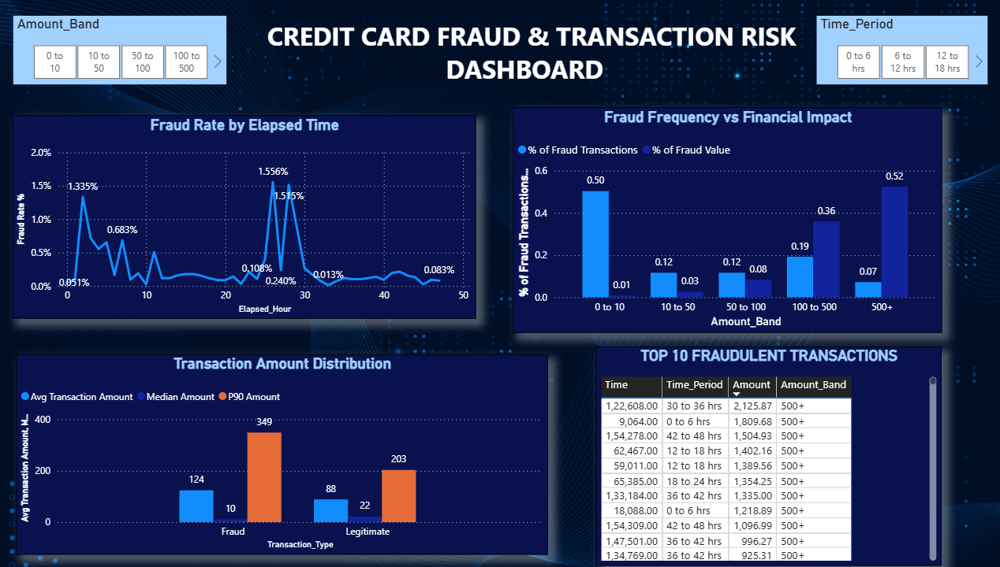 Amount_Band
0 to 10
10 to 50
50 to 100
100 to 500
CREDIT CARD FRAUD & TRANSACTION RISK
DASHBOARD
Time_Period
0 to 6 hrs
6 to 12 hrs
12 to 18 hrs
Fraud Rate by Elapsed Time
Fraud Rate %
2.0%
1.5%
1.0%
0.5%
0.0%
0.051%
1.335%
0.683%
0.108%
1.556%
0.240%
1.515%
0.013%
0.083%
0 10 20 30 40 50
Elapsed_Hour
Fraud Frequency vs Financial Impact
% of Fraud Transactions % of Fraud Value
% of Fraud Transactions...
0.6
0.4
0.2
0.0
0.50 0.01 0.12 0.03 0.12 0.08 0.19 0.36 0.07 0.52
0 to 10 10 to 50 50 to 100 100 to 500 500+
Amount_Band
Transaction Amount Distribution
Avg Transaction Amount Median Amount P90 Amount
Avg Transaction Amount, M...
400
200
0
124 10 349 88 22 203
Fraud Legitimate
Transaction_Type
TOP 10 FRAUDULENT TRANSACTIONS
Time Time_Period Amount Amount_Band
1,22,608.00 30 to 36 hrs 2,125.87 500+
9,064.00 0 to 6 hrs 1,809.68 500+
1,54,278.00 42 to 48 hrs 1,504.93 500+
62,467.00 12 to 18 hrs 1,402.16 500+
59,011.00 12 to 18 hrs 1,389.56 500+
65,385.00 18 to 24 hrs 1,354.25 500+
1,33,184.00 36 to 42 hrs 1,335.00 500+
18,088.00 0 to 6 hrs 1,218.89 500+
1,54,309.00 42 to 48 hrs 1,096.99 500+
1,47,501.00 36 to 42 hrs 996.27 500+
1,34,769.00 36 to 42 hrs 925.31 500+